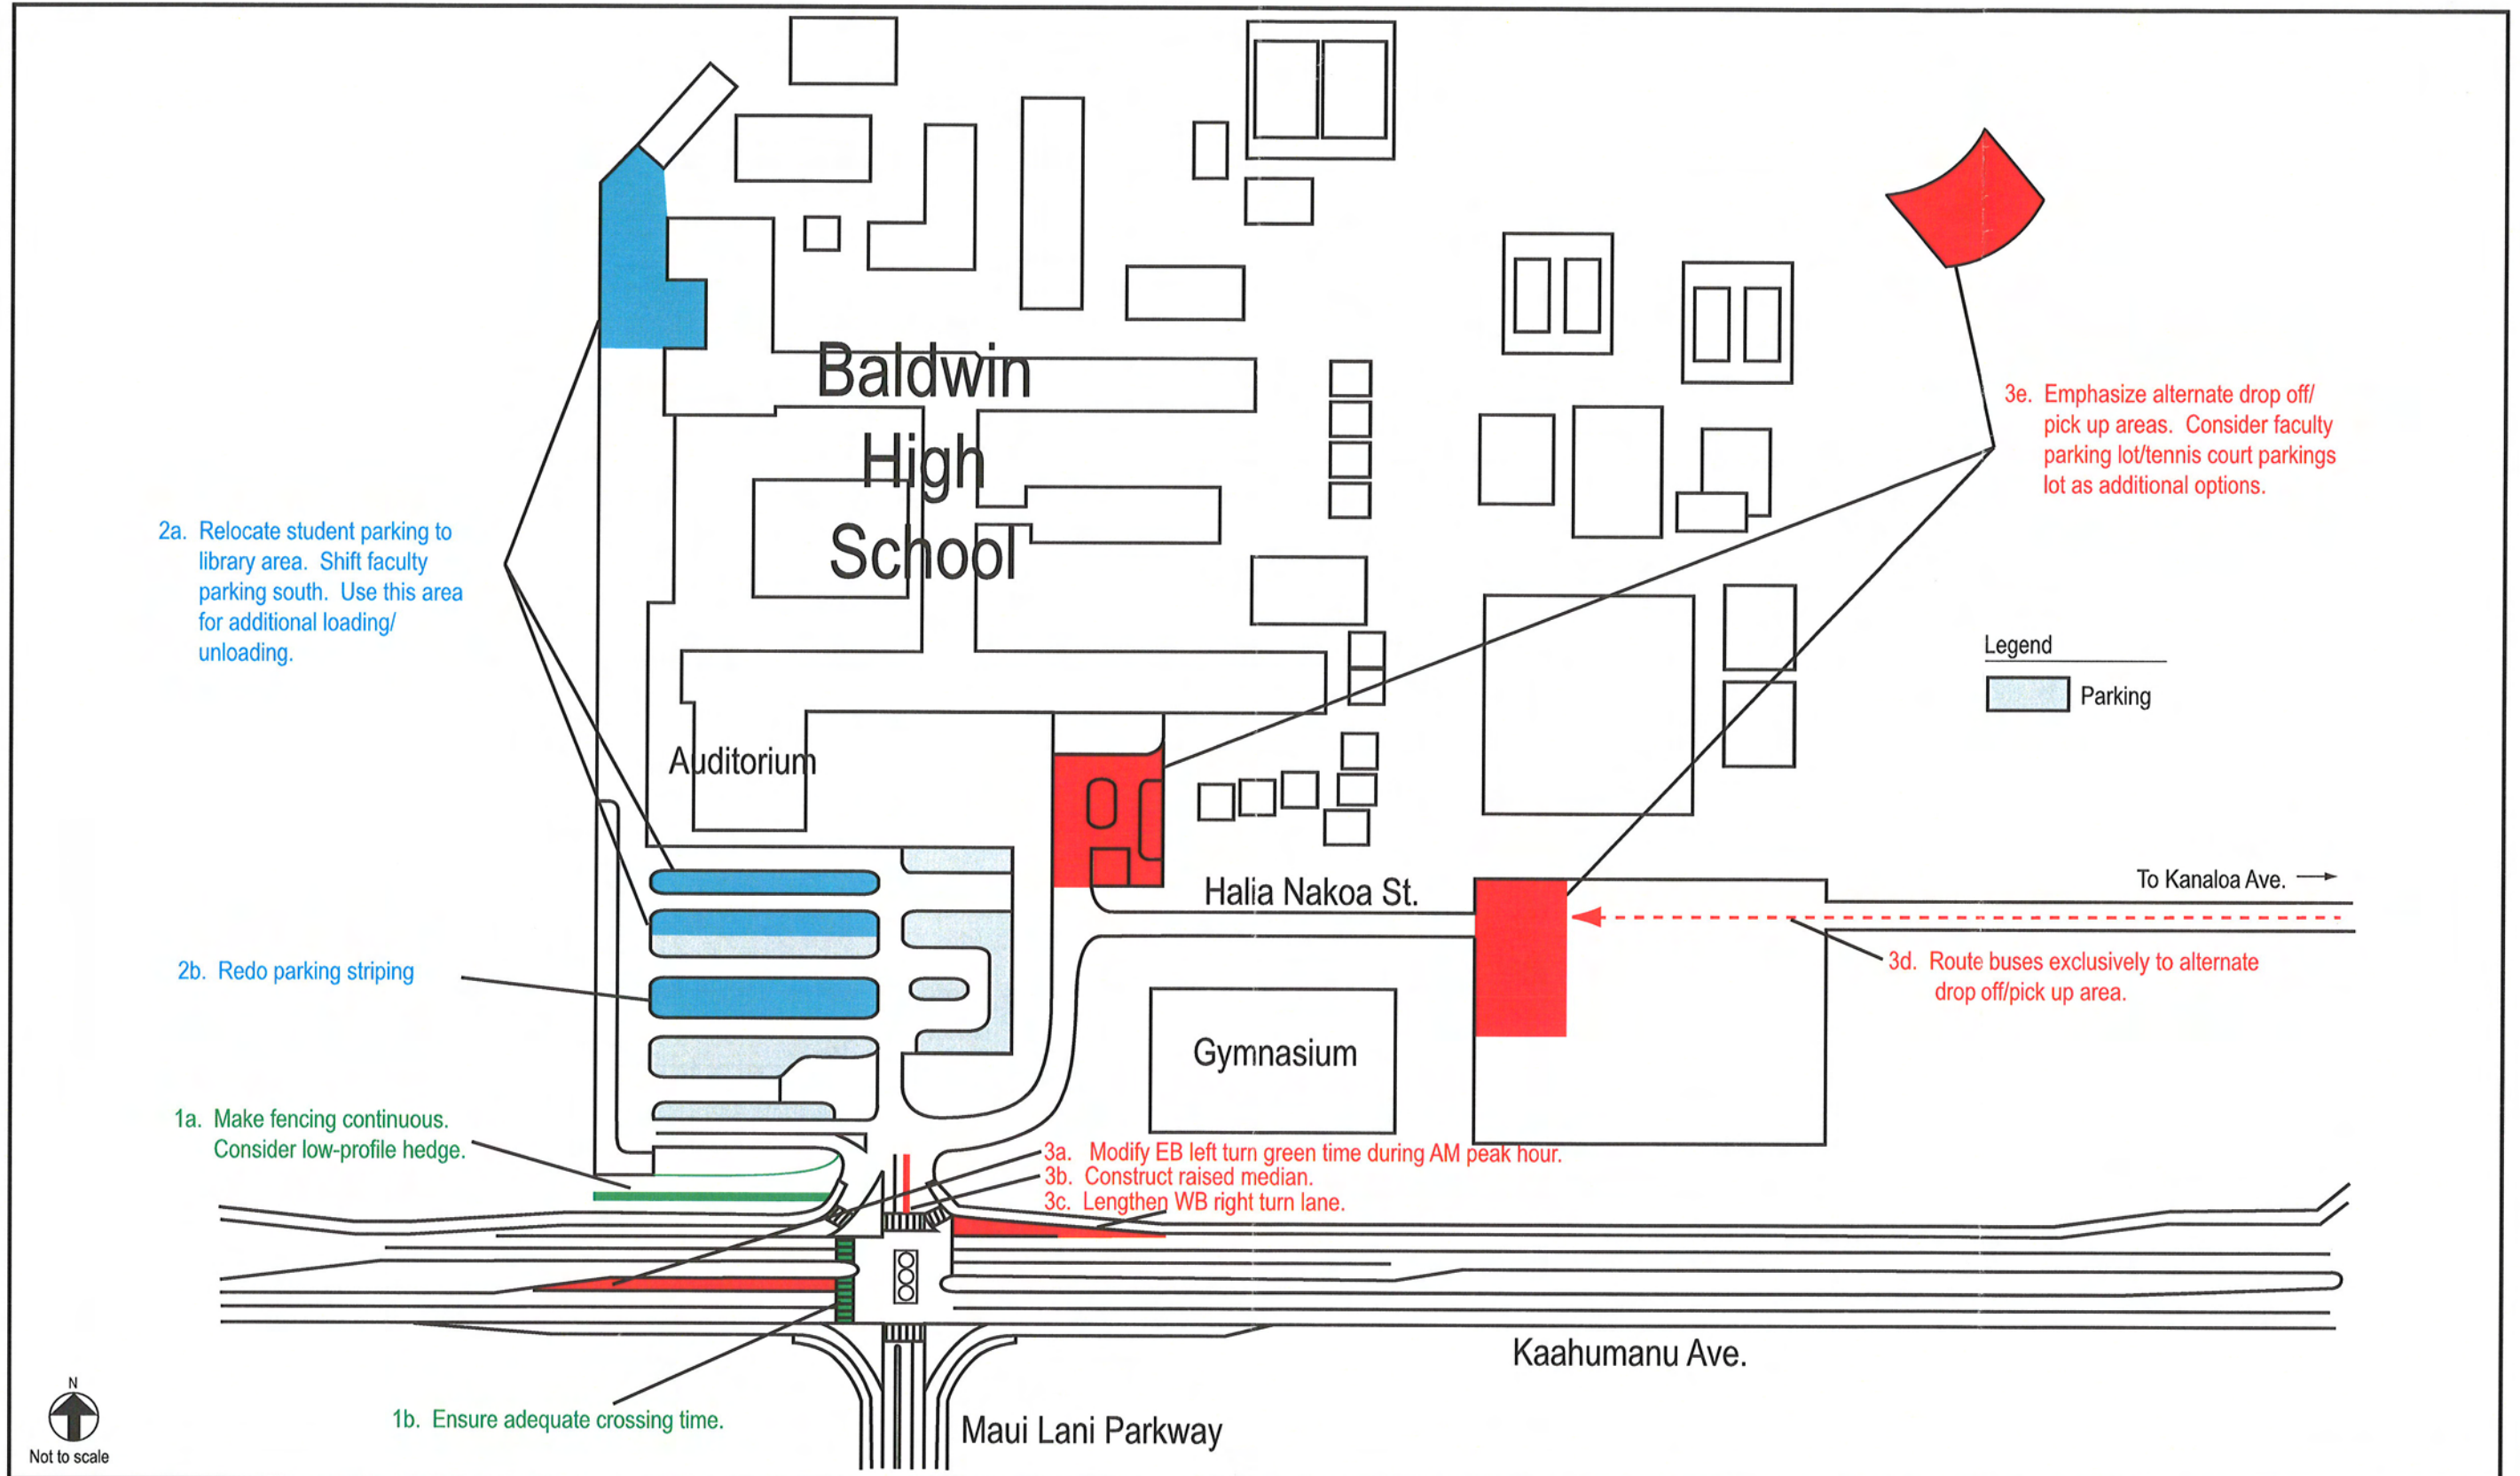 Baldwin
High
School
3e. Emphasize alternate drop off/
pick up areas. Consider faculty
parking lot/tennis court parkings
lot as additional options.
2a. Relocate student parking to
library area. Shift faculty
parking south. Use this area
for additional loading/
unloading.
Legend
Parking
Auditorium
Halia Nakoa St.
To Kanaloa Ave.
2b. Redo parking striping
3d. Route buses exclusively to alternate
drop off/pick up area.
Gymnasium
1a. Make fencing continuous.
Consider low-profile hedge.
3a. Modify EB left turn green time during AM peak hour.
3b. Construct raised median.
3c. Lengthen WB right turn lane.
Kaahumanu Ave.
1b. Ensure adequate crossing time.
Maui Lani Parkway
N
Not to scale